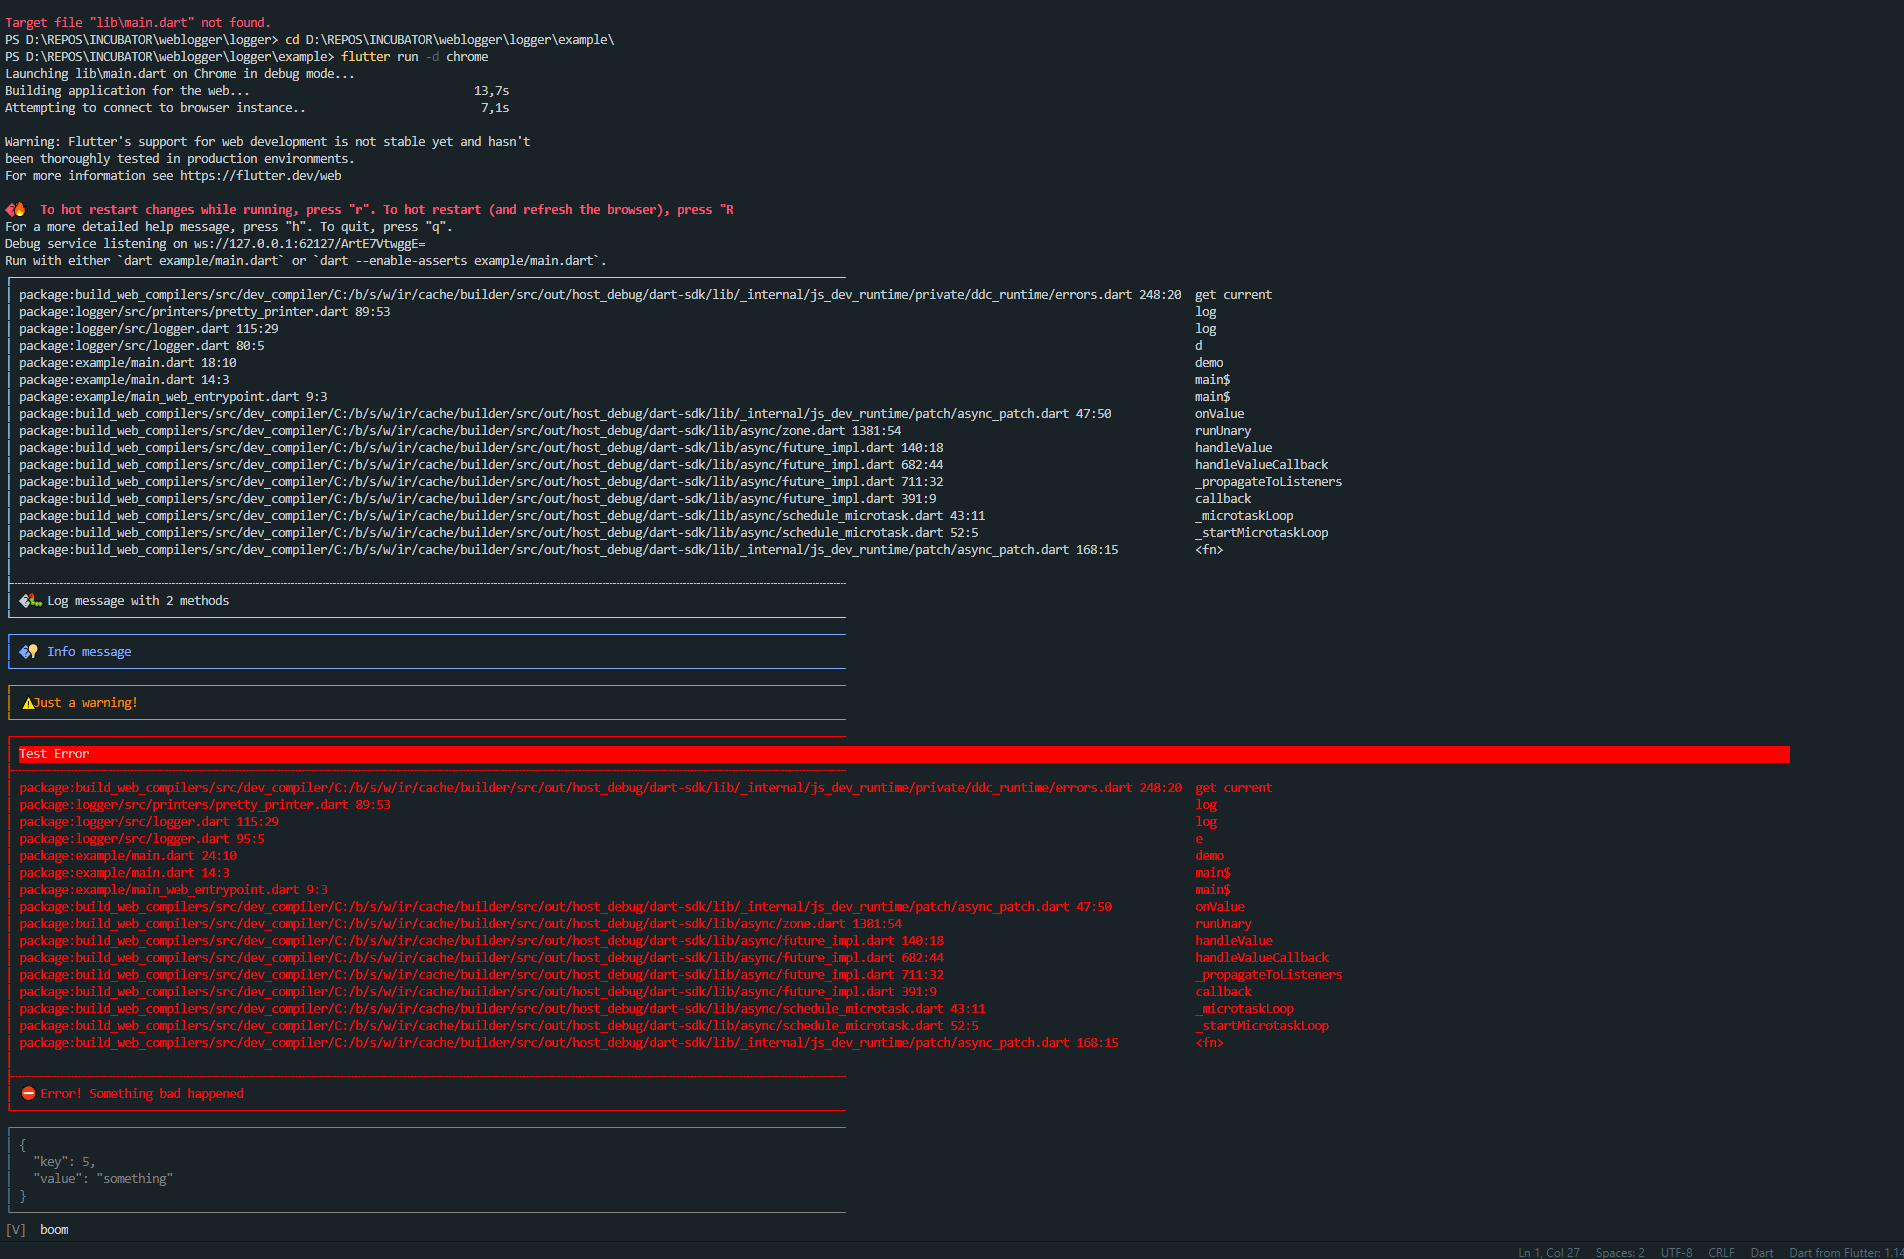 Target file "lib\main.dart" not found.
PS D:\REPOS\INCUBATOR\weblogger\logger> cd D:\REPOS\INCUBATOR\weblogger\logger\example\
PS D:\REPOS\INCUBATOR\weblogger\logger\example> flutter run -d chrome
Launching lib\main.dart on Chrome in debug mode...
Building application for the web... 13,7s
Attempting to connect to browser instance.. 7,1s
Warning: Flutter's support for web development is not stable yet and hasn't
been thoroughly tested in production environments.
For more information see https://flutter.dev/web
🔥 To hot restart changes while running, press "r". To hot restart (and refresh the browser), press "R
For a more detailed help message, press "h". To quit, press "q".
Debug service listening on ws://127.0.0.1:62127/ArtE7VtwggE=
Run with either `dart example/main.dart` or `dart --enable-asserts example/main.dart`.
package:build_web_compilers/src/dev_compiler/C:/b/s/w/ir/cache/builder/src/out/host_debug/dart-sdk/lib/_internal/js_dev_runtime/private/ddc_runtime/errors.dart 248:20 get current
package:logger/src/printers/pretty_printer.dart 89:53 log
package:logger/src/logger.dart 115:29 log
package:logger/src/logger.dart 80:5 d
package:example/main.dart 18:10 demo
package:example/main.dart 14:3 main$
package:example/main_web_entrypoint.dart 9:3 main$
package:build_web_compilers/src/dev_compiler/C:/b/s/w/ir/cache/builder/src/out/host_debug/dart-sdk/lib/_internal/js_dev_runtime/patch/async_patch.dart 47:50 onValue
package:build_web_compilers/src/dev_compiler/C:/b/s/w/ir/cache/builder/src/out/host_debug/dart-sdk/lib/async/zone.dart 1381:54 runUnary
package:build_web_compilers/src/dev_compiler/C:/b/s/w/ir/cache/builder/src/out/host_debug/dart-sdk/lib/async/future_impl.dart 140:18 handleValue
package:build_web_compilers/src/dev_compiler/C:/b/s/w/ir/cache/builder/src/out/host_debug/dart-sdk/lib/async/future_impl.dart 682:44 handleValueCallback
package:build_web_compilers/src/dev_compiler/C:/b/s/w/ir/cache/builder/src/out/host_debug/dart-sdk/lib/async/future_impl.dart 711:32 _propagateToListeners
package:build_web_compilers/src/dev_compiler/C:/b/s/w/ir/cache/builder/src/out/host_debug/dart-sdk/lib/async/future_impl.dart 391:9 callback
package:build_web_compilers/src/dev_compiler/C:/b/s/w/ir/cache/builder/src/out/host_debug/dart-sdk/lib/async/schedule_microtask.dart 43:11 _microtaskLoop
package:build_web_compilers/src/dev_compiler/C:/b/s/w/ir/cache/builder/src/out/host_debug/dart-sdk/lib/async/schedule_microtask.dart 52:5 _startMicrotaskLoop
package:build_web_compilers/src/dev_compiler/C:/b/s/w/ir/cache/builder/src/out/host_debug/dart-sdk/lib/_internal/js_dev_runtime/patch/async_patch.dart 168:15 <fn>
🐛 Log message with 2 methods
💡 Info message
⚠Just a warning!
Test Error
package:build_web_compilers/src/dev_compiler/C:/b/s/w/ir/cache/builder/src/out/host_debug/dart-sdk/lib/_internal/js_dev_runtime/private/ddc_runtime/errors.dart 248:20 get current
package:logger/src/printers/pretty_printer.dart 89:53 log
package:logger/src/logger.dart 115:29 log
package:logger/src/logger.dart 95:5 e
package:example/main.dart 24:10 demo
package:example/main.dart 14:3 main$
package:example/main_web_entrypoint.dart 9:3 main$
package:build_web_compilers/src/dev_compiler/C:/b/s/w/ir/cache/builder/src/out/host_debug/dart-sdk/lib/_internal/js_dev_runtime/patch/async_patch.dart 47:50 onValue
package:build_web_compilers/src/dev_compiler/C:/b/s/w/ir/cache/builder/src/out/host_debug/dart-sdk/lib/async/zone.dart 1381:54 runUnary
package:build_web_compilers/src/dev_compiler/C:/b/s/w/ir/cache/builder/src/out/host_debug/dart-sdk/lib/async/future_impl.dart 140:18 handleValue
package:build_web_compilers/src/dev_compiler/C:/b/s/w/ir/cache/builder/src/out/host_debug/dart-sdk/lib/async/future_impl.dart 682:44 handleValueCallback
package:build_web_compilers/src/dev_compiler/C:/b/s/w/ir/cache/builder/src/out/host_debug/dart-sdk/lib/async/future_impl.dart 711:32 _propagateToListeners
package:build_web_compilers/src/dev_compiler/C:/b/s/w/ir/cache/builder/src/out/host_debug/dart-sdk/lib/async/future_impl.dart 391:9 callback
package:build_web_compilers/src/dev_compiler/C:/b/s/w/ir/cache/builder/src/out/host_debug/dart-sdk/lib/async/schedule_microtask.dart 43:11 _microtaskLoop
package:build_web_compilers/src/dev_compiler/C:/b/s/w/ir/cache/builder/src/out/host_debug/dart-sdk/lib/async/schedule_microtask.dart 52:5 _startMicrotaskLoop
package:build_web_compilers/src/dev_compiler/C:/b/s/w/ir/cache/builder/src/out/host_debug/dart-sdk/lib/_internal/js_dev_runtime/patch/async_patch.dart 168:15 <fn>
⛔ Error! Something bad happened
{
"key": 5,
"value": "something"
}
[V] boom
Ln 1, Col 27 Spaces: 2 UTF-8 CRLF Dart Dart from Flutter: 1.1